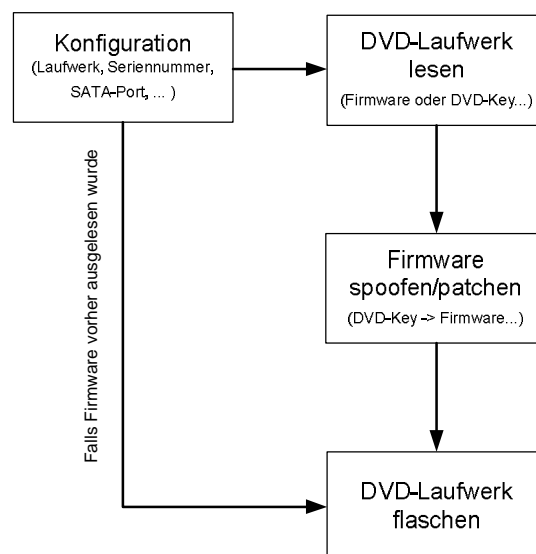 Konfiguration
(Laufwerk, Seriennummer,
SATA-Port, ... )
DVD-Laufwerk
lesen
(Firmware oder DVD-Key...)
Falls Firmware vorher ausgelesen wurde
Firmware
spoofen/patchen
(DVD-Key -> Firmware...)
DVD-Laufwerk
flaschen